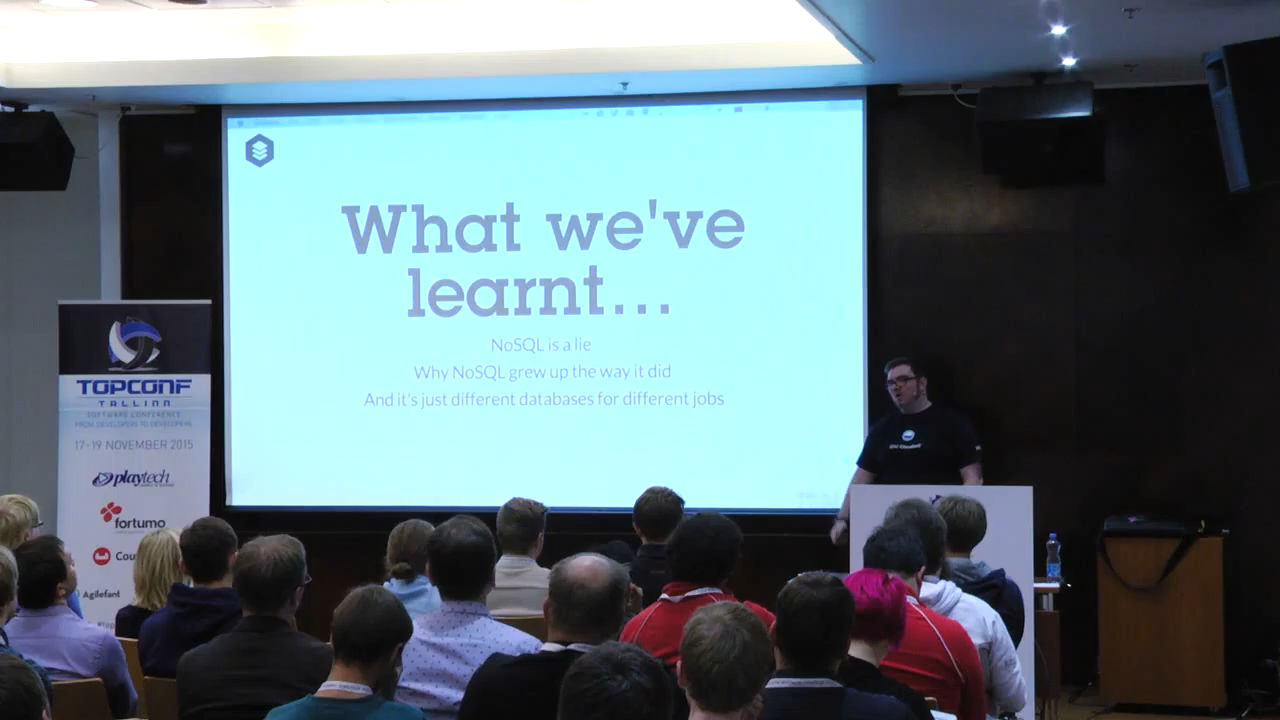 What we've
learnt...
NoSQL is a lie
Why NoSQL grew up the way it did
And it's just different databases for different jobs
TOPCONF
TALLINN
SOFTWARE CONFERENCE
FROM DEVELOPERS TO DEVELOPERS
17-19 NOVEMBER 2015
playtech
fortumo
Cou
Agilefant